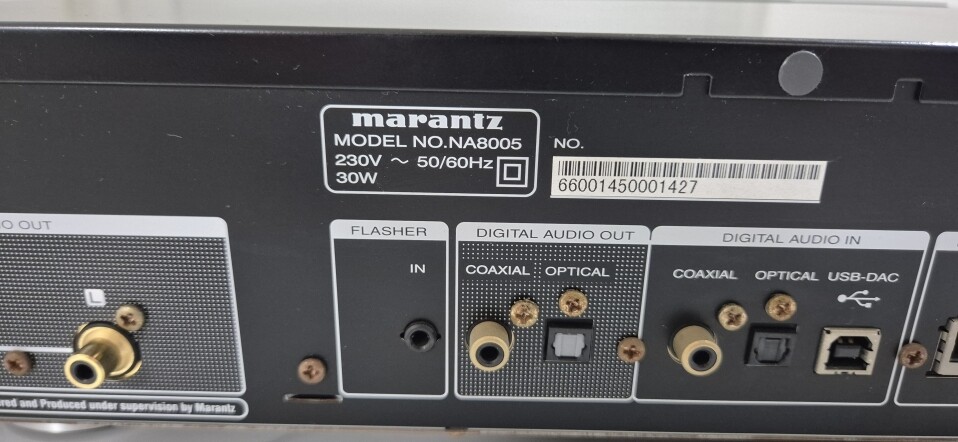 marantz
MODEL NO.NA8005
230V ~ 50/60Hz
30W
NO.
66001450001427
OUT
L
FLASHER
IN
DIGITAL AUDIO OUT
COAXIAL OPTICAL
DIGITAL AUDIO IN
COAXIAL OPTICAL USB-DAC
and Produced under supervision by Marantz